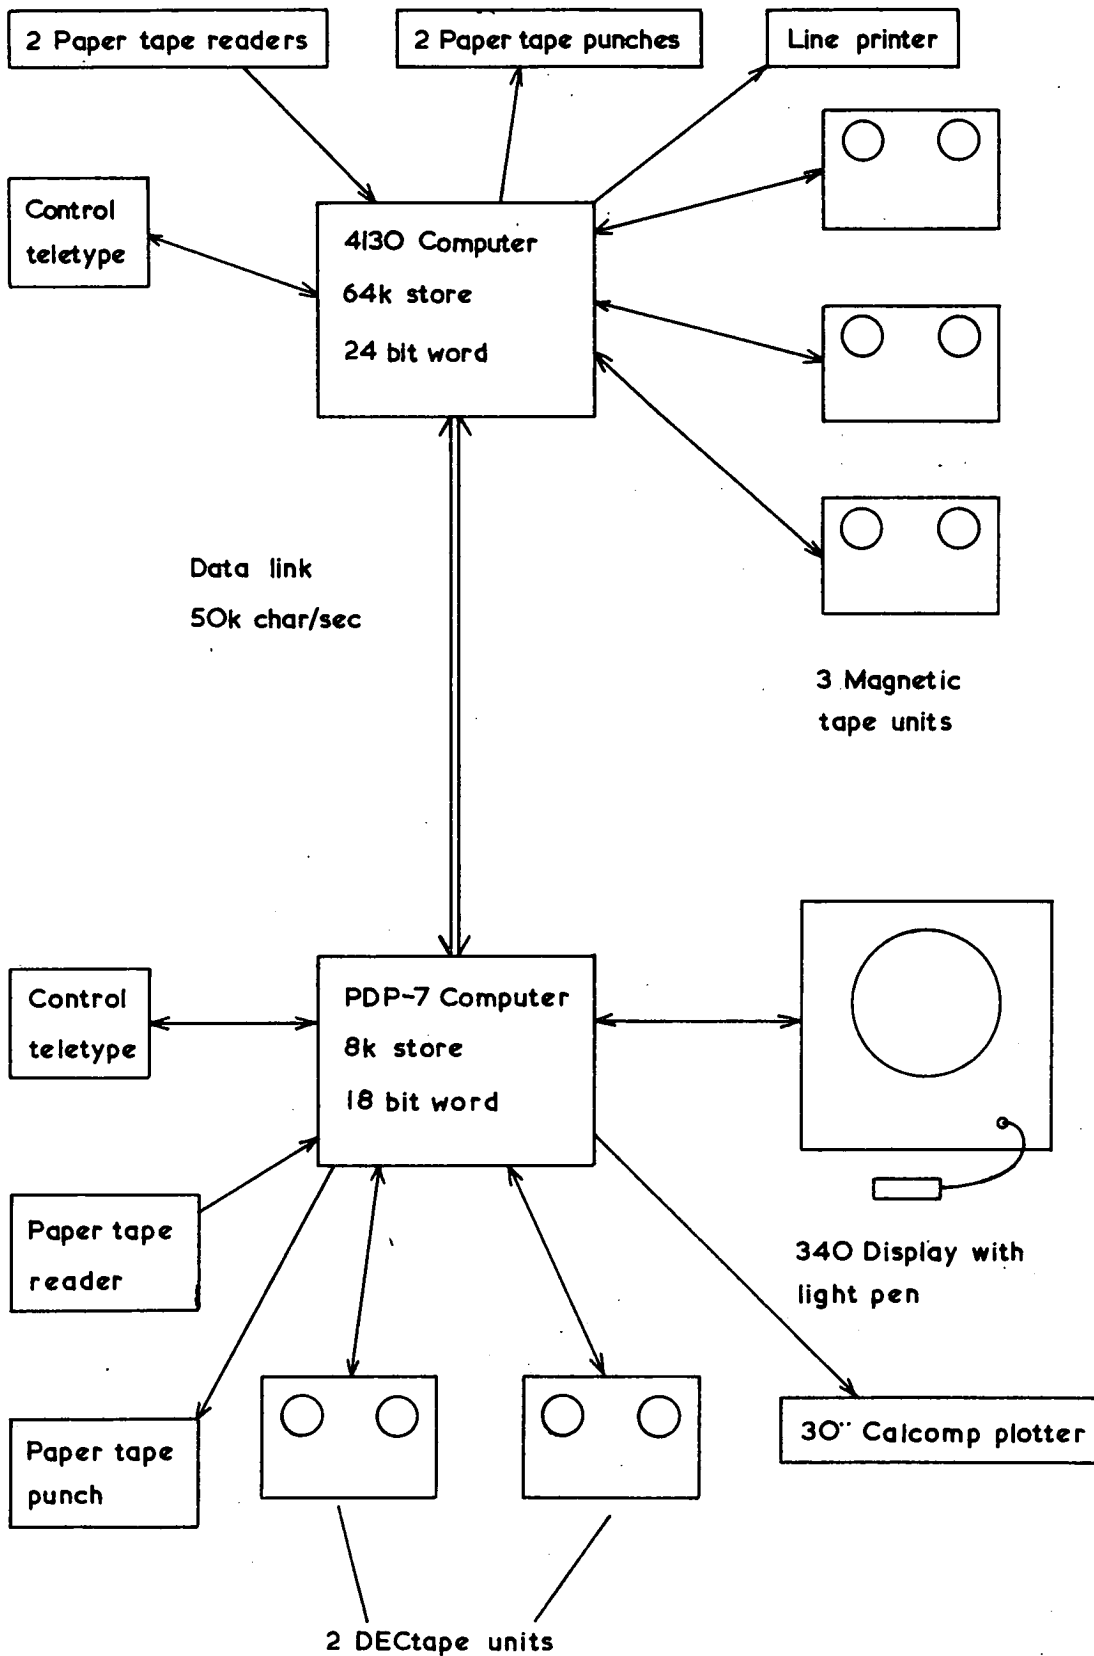 2 Paper tape readers
2 Paper tape punches
Line printer
Control
teletype
4130 Computer
64k store
24 bit word
Data link
50k char/sec
3 Magnetic
tape units
Control
teletype
PDP-7 Computer
8k store
18 bit word
Paper tape
reader
340 Display with
light pen
Paper tape
punch
30" Calcomp plotter
2 DECtape units